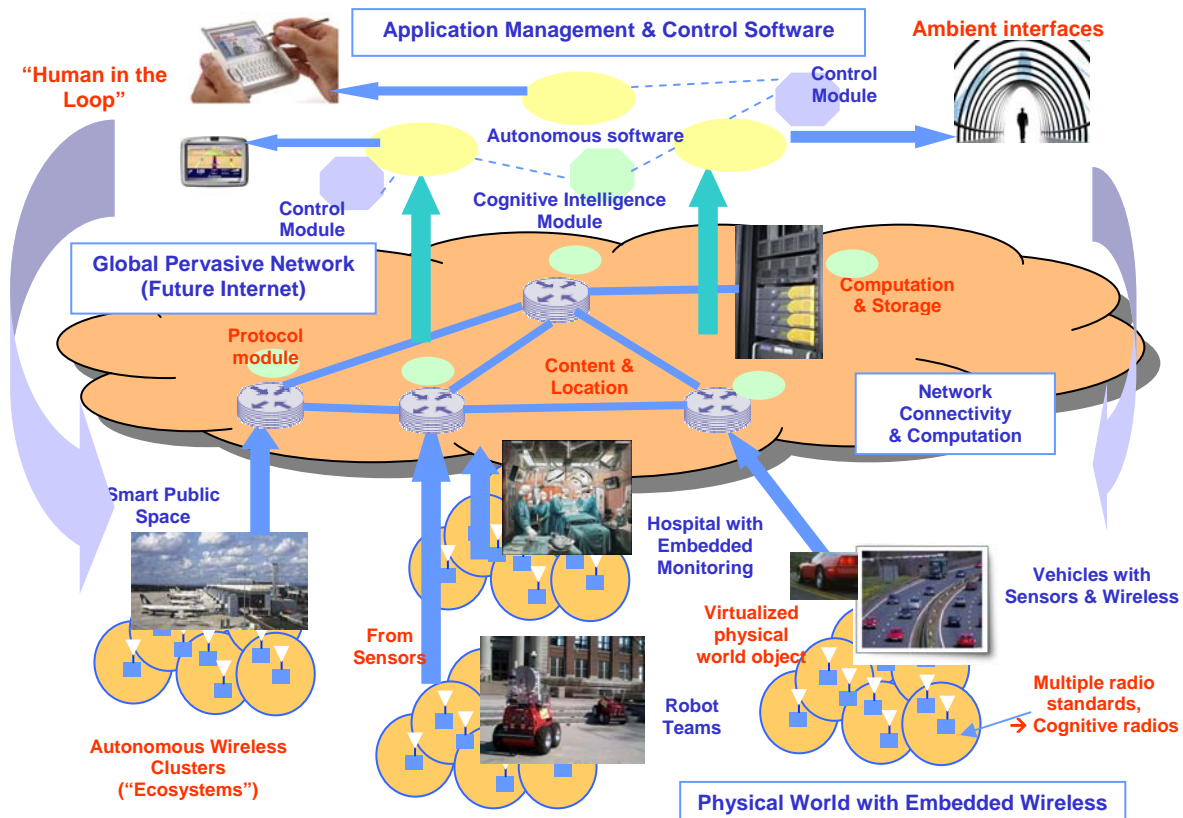 Application Management & Control Software
Ambient interfaces
“Human in the
Loop”
Control
Module
Autonomous software
Control
Module
Cognitive Intelligence
Module
Global Pervasive Network
(Future Internet)
Computation
& Storage
Protocol
module
Content &
Location
Network
Connectivity
& Computation
Smart Public
Space
Hospital with
Embedded
Monitoring
Vehicles with
Sensors & Wireless
From
Sensors
Virtualized
physical
world object
Robot
Teams
Multiple radio
standards,
→ Cognitive radios
Autonomous Wireless
Clusters
(“Ecosystems”)
Physical World with Embedded Wireless